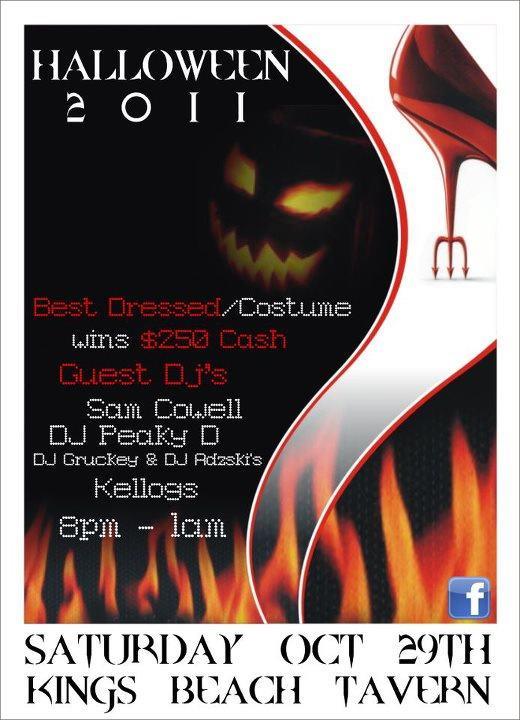 HALLOWEEN
2011
Best Dressed/Costume
wins $250 Cash
Guest Dj's
Sam Cowell
DJ Peaky D
DJ Gruckey & DJ Adzski's
Kellogs
8pm - 1am
f
SATURDAY OCT 29TH
KINGS BEACH TAVERN